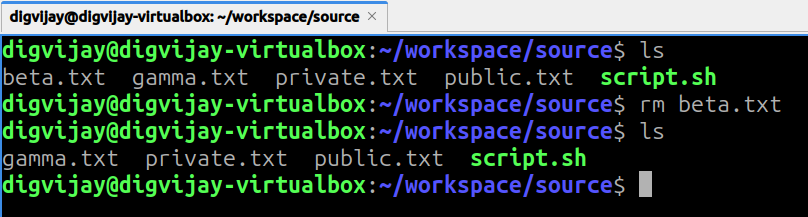 digvijay@digvijay-virtualbox: ~/workspace/source ×
digvijay@digvijay-virtualbox:~/workspace/source$ ls
beta.txt  gamma.txt  private.txt  public.txt  script.sh
digvijay@digvijay-virtualbox:~/workspace/source$ rm beta.txt
digvijay@digvijay-virtualbox:~/workspace/source$ ls
gamma.txt  private.txt  public.txt  script.sh
digvijay@digvijay-virtualbox:~/workspace/source$